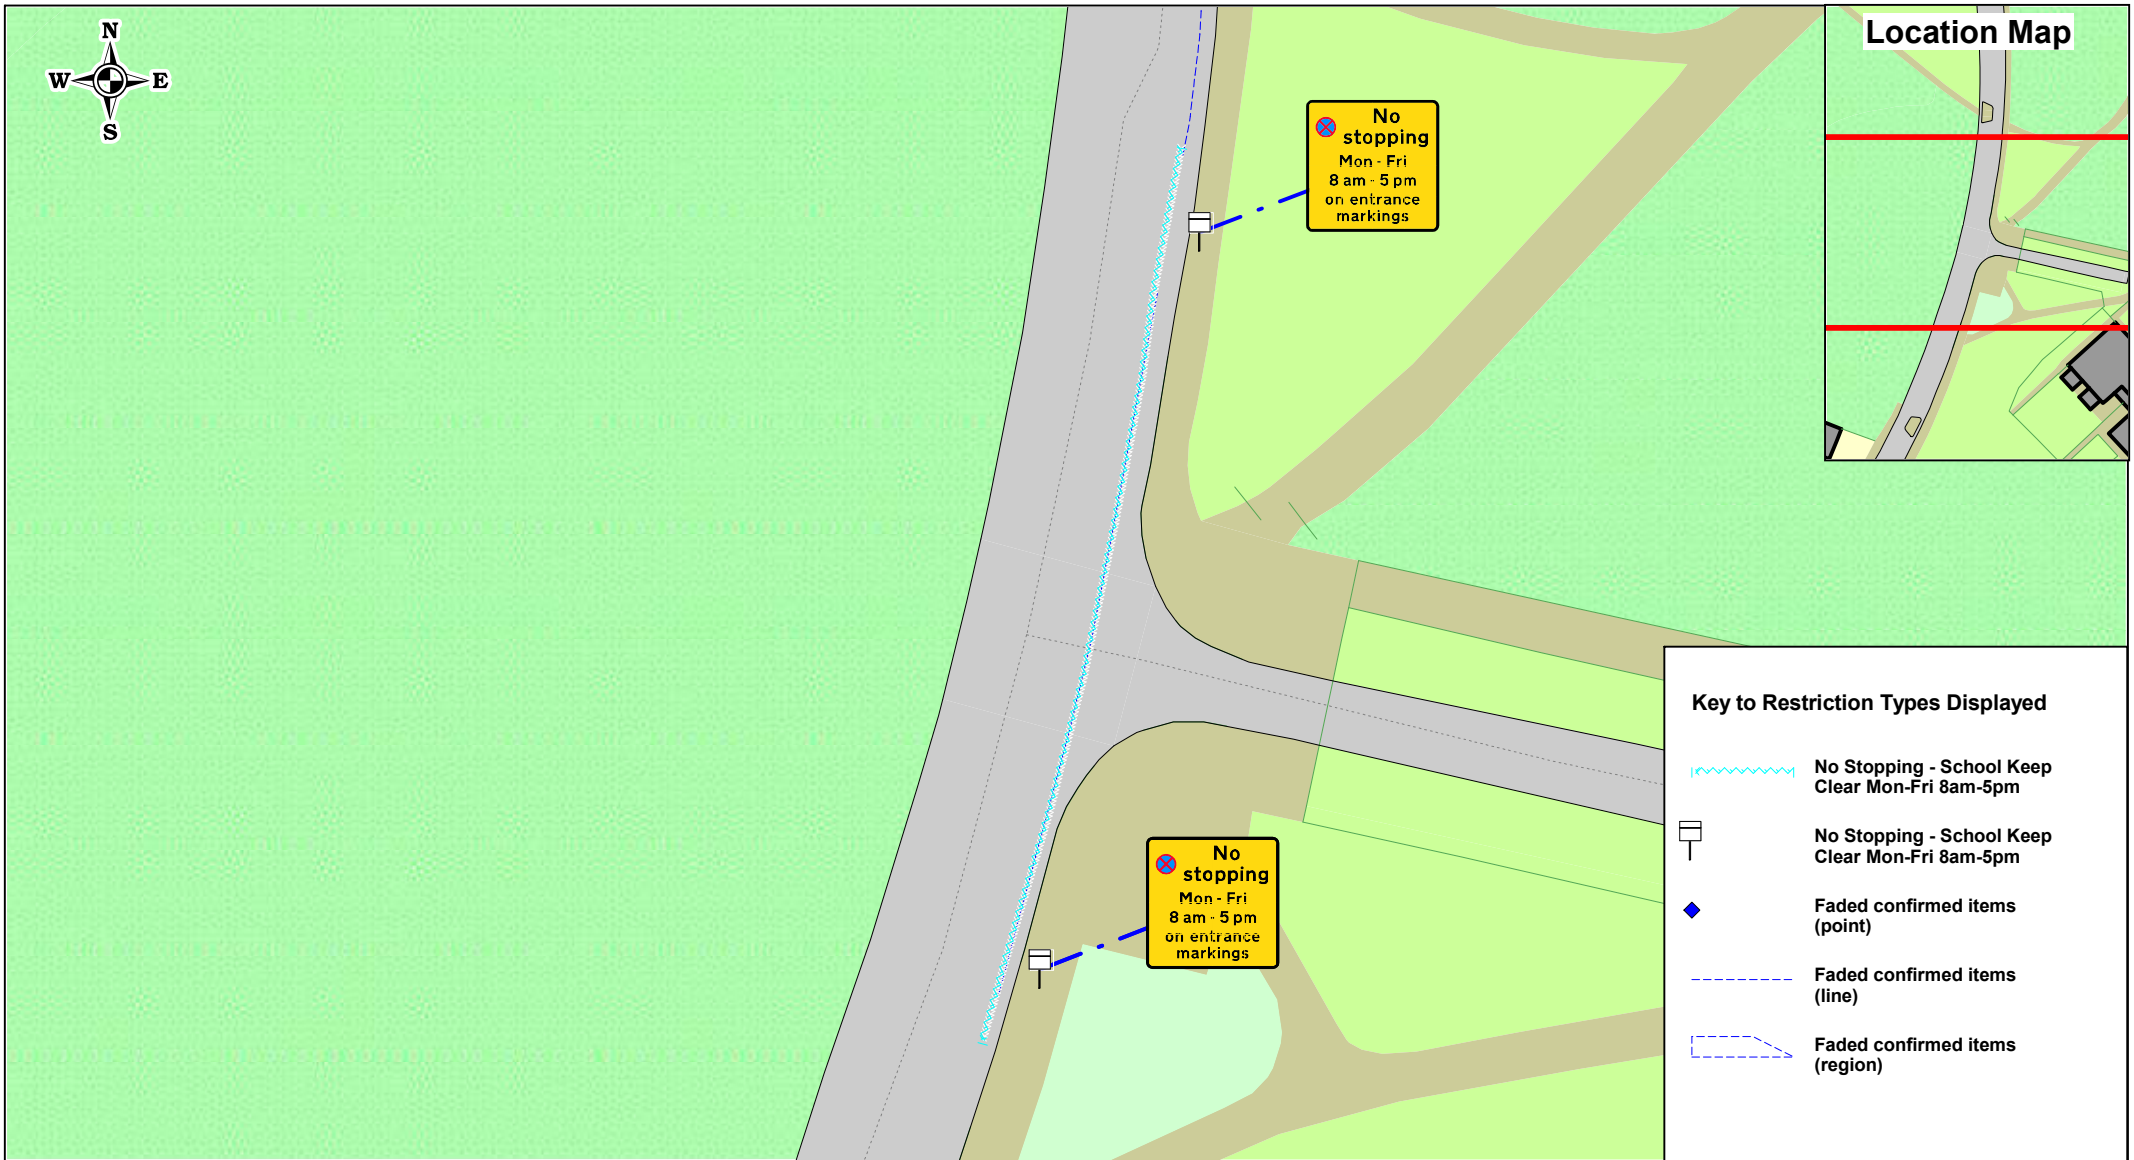 N
W E
S
Location Map
No
stopping
Mon - Fri
8 am - 5 pm
on entrance
markings
No
stopping
Mon - Fri
8 am - 5 pm
on entrance
markings
Key to Restriction Types Displayed
No Stopping - School Keep
Clear Mon-Fri 8am-5pm
No Stopping - School Keep
Clear Mon-Fri 8am-5pm
Faded confirmed items
(point)
Faded confirmed items
(line)
Faded confirmed items
(region)